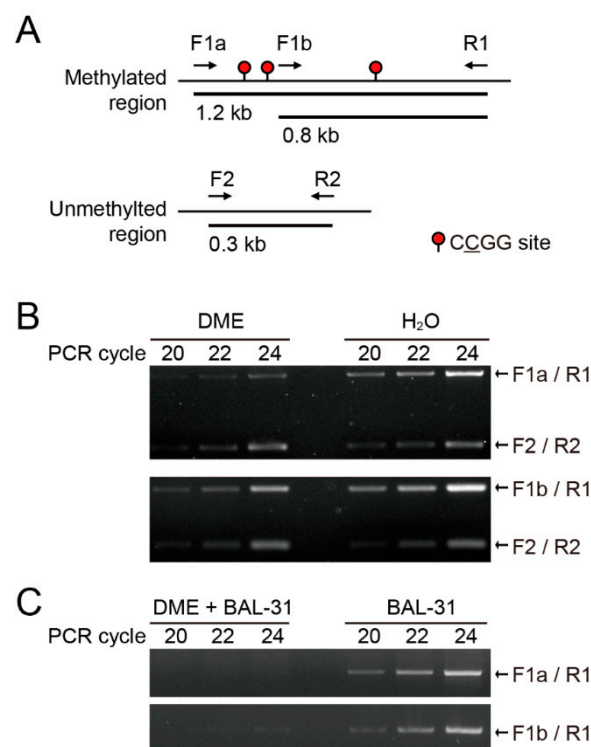 A
F1a F1b R1
Methylated
region
1.2 kb
0.8 kb
F2 R2
Unmethylted
region
0.3 kb
CCGG site
B
DME H₂O
PCR cycle 20 22 24 20 22 24
F1a / R1
F2 / R2
F1b / R1
F2 / R2
C
DME + BAL-31 BAL-31
PCR cycle 20 22 24 20 22 24
F1a / R1
F1b / R1